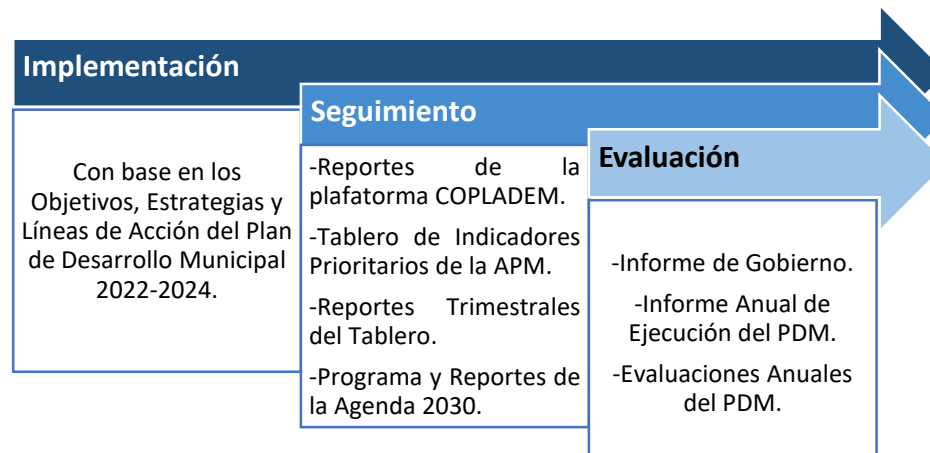 Implementación
Con base en los
Objetivos, Estrategias y
Líneas de Acción del Plan
de Desarrollo Municipal
2022-2024.
Seguimiento
-Reportes de la
plafatorma COPLADEM.
-Tablero de Indicadores
Prioritarios de la APM.
-Reportes Trimestrales
del Tablero.
-Programa y Reportes de
la Agenda 2030.
Evaluación
-Informe de Gobierno.
-Informe Anual de
Ejecución del PDM.
-Evaluaciones Anuales
del PDM.